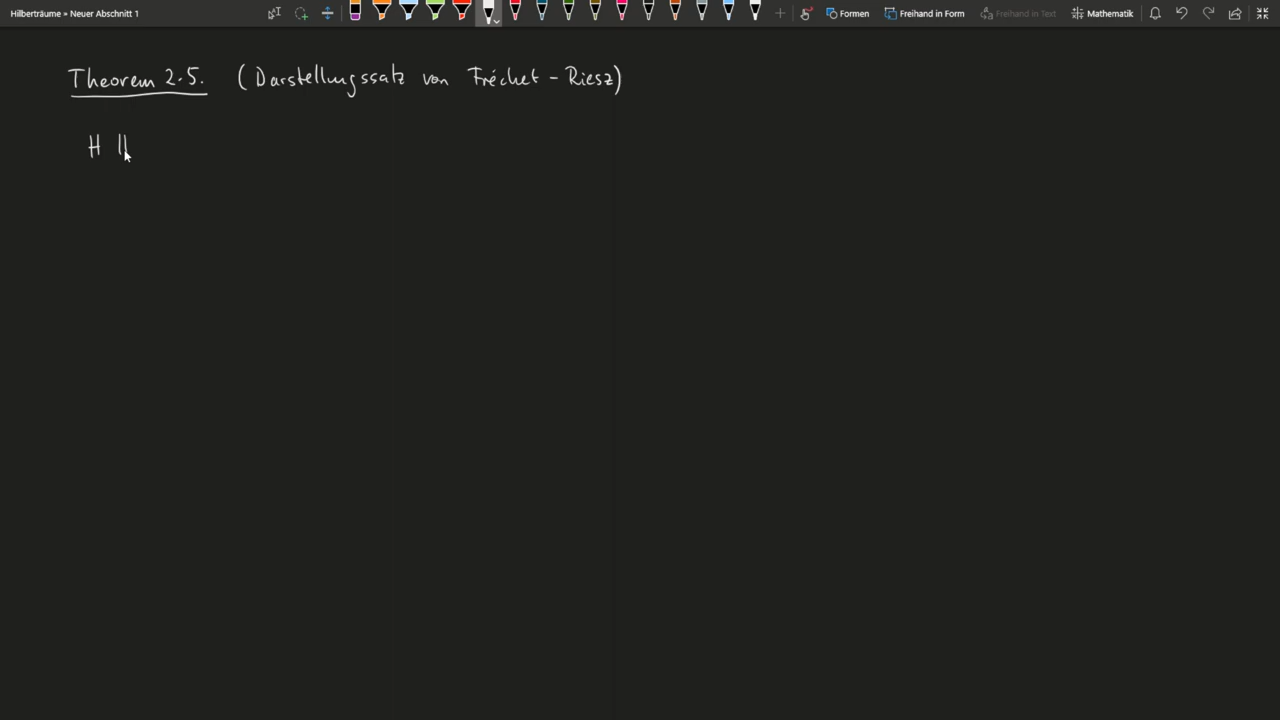 Hilberträume » Neuer Abschnitt 1 Formen Freihand in Form Freihand in Text Mathematik
Theorem 2.5. (Darstellungssatz von Fréchet - Riesz)
H